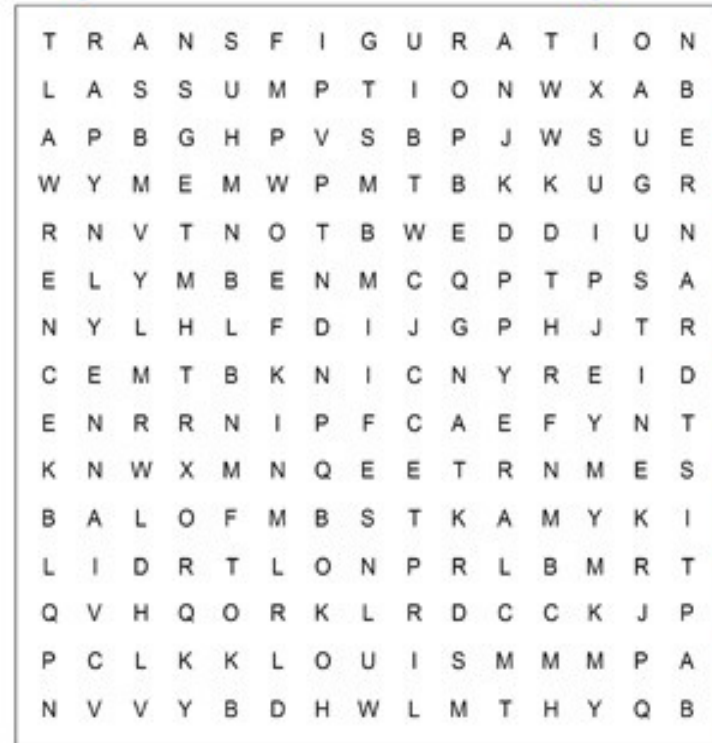 T R A N S F I G U R A T I O N
L A S S U M P T I O N W X A B
A P B G H P V S B P J W S U E
W Y M E M W P M T B K K U G R
R N V T N O T B W E D D I U N
E L Y M B E N M C Q P T P S A
N Y L H L F D I J G P H J T R
C E M T B K N I C N Y R E I D
E N R R N I P F C A E F Y N T
K N W X M N Q E E T R N M E S
B A L O F M B S T K A M Y K I
L I D R T L O N P R L B M R T
Q V H Q O R K L R D C C K J P
P C L K K L O U I S M M M P A
N V V Y B D H W L M T H Y Q B